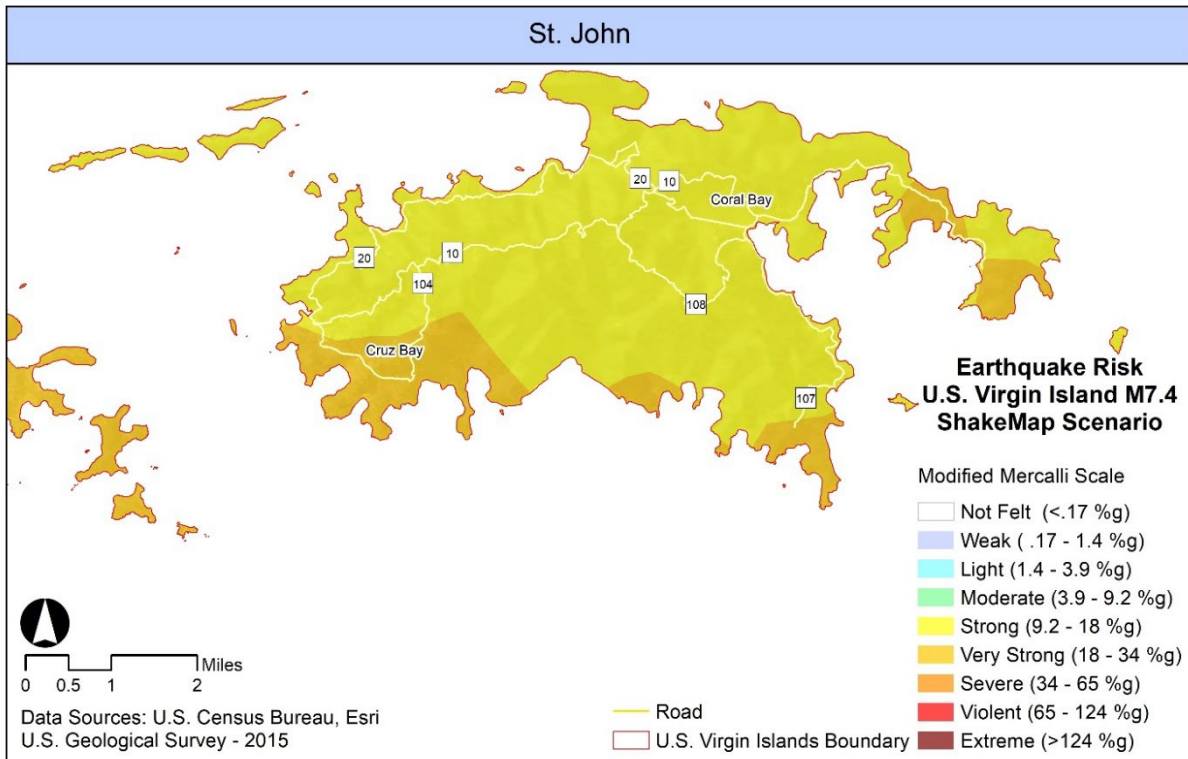 St. John
20
10
Coral Bay
20
10
104
108
Cruz Bay
107
Earthquake Risk
U.S. Virgin Island M7.4
ShakeMap Scenario
Modified Mercalli Scale
Not Felt (<.17 %g)
Weak ( .17 - 1.4 %g)
Light (1.4 - 3.9 %g)
Moderate (3.9 - 9.2 %g)
Strong (9.2 - 18 %g)
Very Strong (18 - 34 %g)
Severe (34 - 65 %g)
Violent (65 - 124 %g)
Extreme (>124 %g)
Road
U.S. Virgin Islands Boundary
Miles
0 0.5 1 2
Data Sources: U.S. Census Bureau, Esri
U.S. Geological Survey - 2015